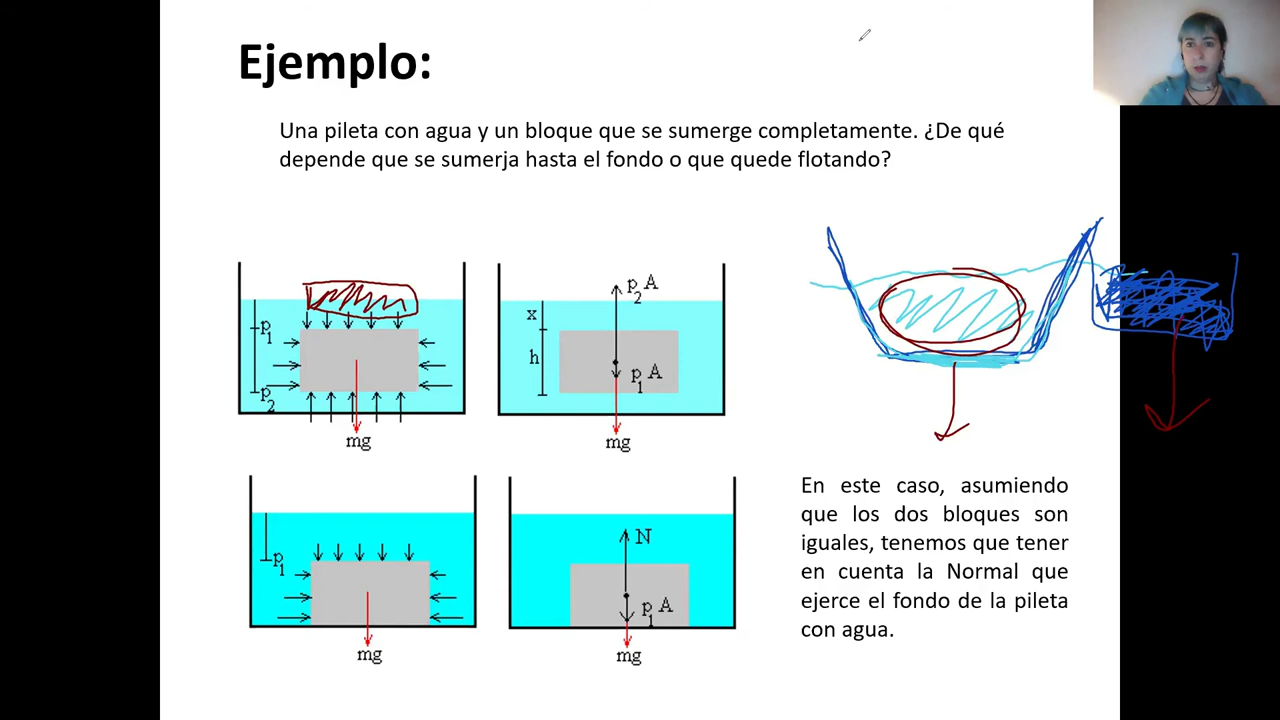 Ejemplo:
Una pileta con agua y un bloque que se sumerge completamente. ¿De qué
depende que se sumerja hasta el fondo o que quede flotando?
p1
p2
mg
x
h
p2A
p1A
mg
p1
mg
N
p1A
mg
En este caso, asumiendo
que los dos bloques son
iguales, tenemos que tener
en cuenta la Normal que
ejerce el fondo de la pileta
con agua.